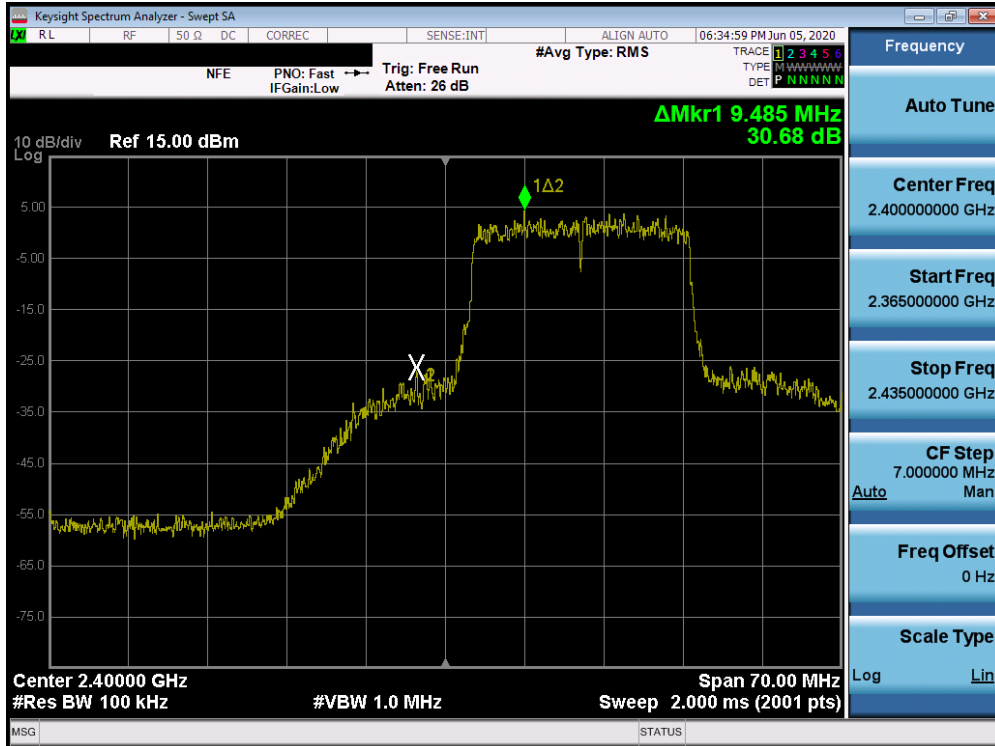 Keysight Spectrum Analyzer - Swept SA
LXI RL RF 50 Ω DC CORREC SENSE:INT ALIGN AUTO 06:34:59 PM Jun 05, 2020
#Avg Type: RMS
TRACE 1 2 3 4 5 6
TYPE M W W W W W
DET P N N N N N
NFE PNO: Fast Trig: Free Run
IFGain:Low Atten: 26 dB
ΔMkr1 9.485 MHz
30.68 dB
10 dB/div Ref 15.00 dBm
Log
1Δ2
5.00
-5.00
-15.0
-25.0
X2
-35.0
-45.0
-55.0
-65.0
-75.0
Center 2.40000 GHz Span 70.00 MHz
#Res BW 100 kHz #VBW 1.0 MHz Sweep 2.000 ms (2001 pts)
MSG STATUS
Frequency
Auto Tune
Center Freq
2.400000000 GHz
Start Freq
2.365000000 GHz
Stop Freq
2.435000000 GHz
CF Step
7.000000 MHz
Auto Man
Freq Offset
0 Hz
Scale Type
Log Lin